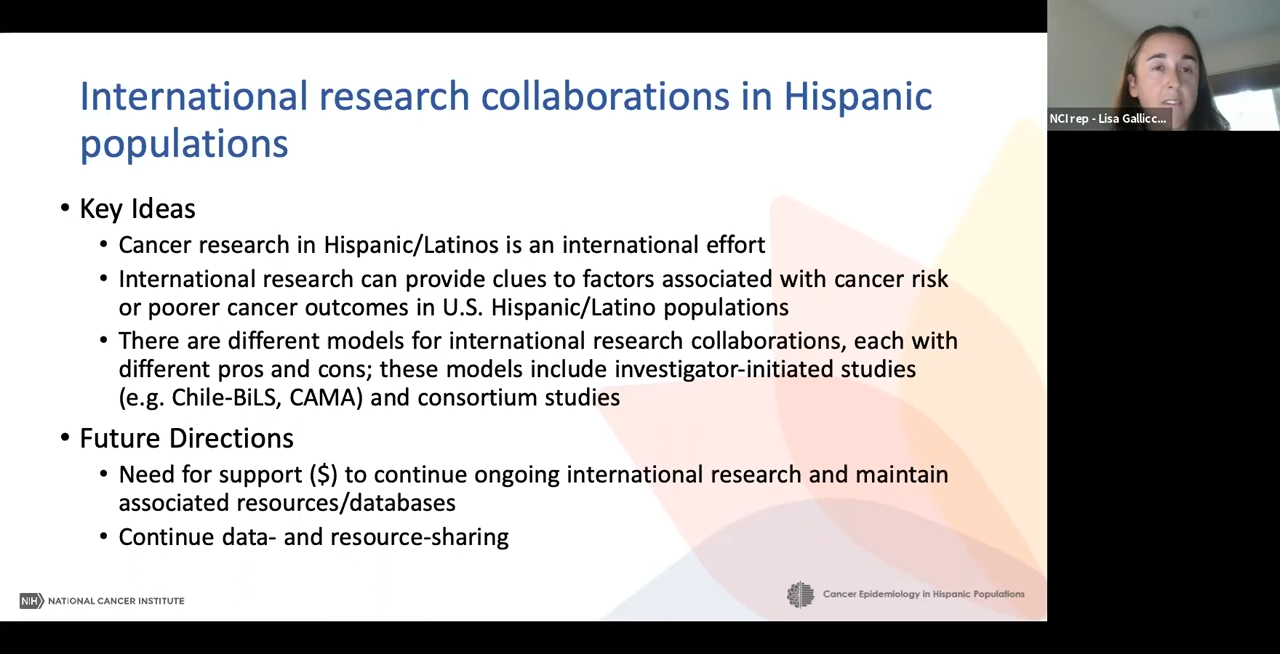 International research collaborations in Hispanic
populations
NCI rep - Lisa Gallicc...
• Key Ideas
• Cancer research in Hispanic/Latinos is an international effort
• International research can provide clues to factors associated with cancer risk
or poorer cancer outcomes in U.S. Hispanic/Latino populations
• There are different models for international research collaborations, each with
different pros and cons; these models include investigator-initiated studies
(e.g. Chile-BiLS, CAMA) and consortium studies
• Future Directions
• Need for support ($) to continue ongoing international research and maintain
associated resources/databases
• Continue data- and resource-sharing
NIH NATIONAL CANCER INSTITUTE
Cancer Epidemiology in Hispanic Populations